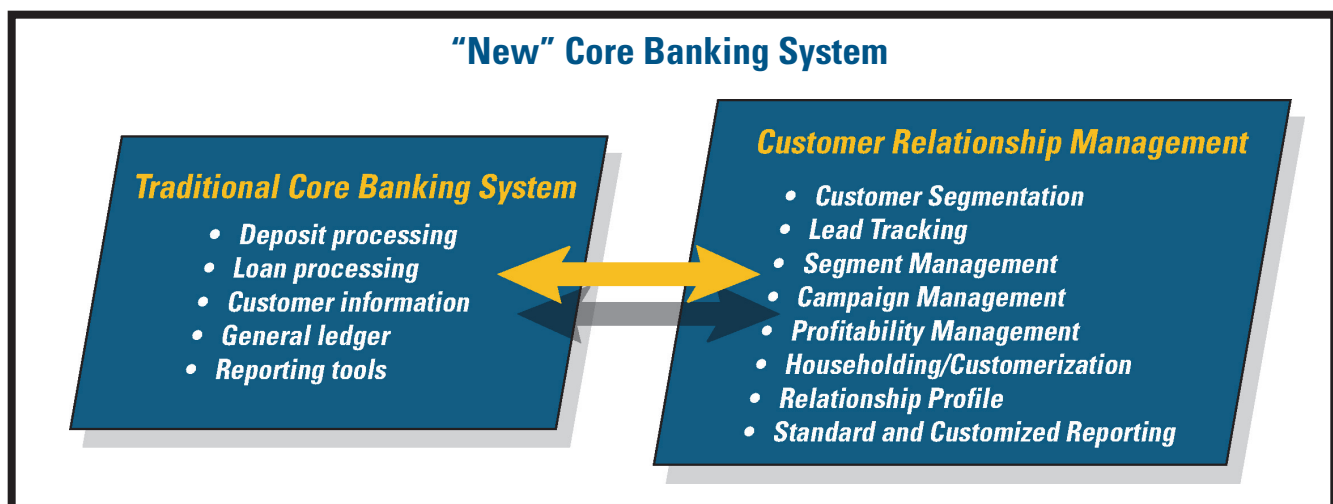 “New” Core Banking System
Traditional Core Banking System
• Deposit processing
• Loan processing
• Customer information
• General ledger
• Reporting tools
Customer Relationship Management
• Customer Segmentation
• Lead Tracking
• Segment Management
• Campaign Management
• Profitability Management
• Householding/Customerization
• Relationship Profile
• Standard and Customized Reporting